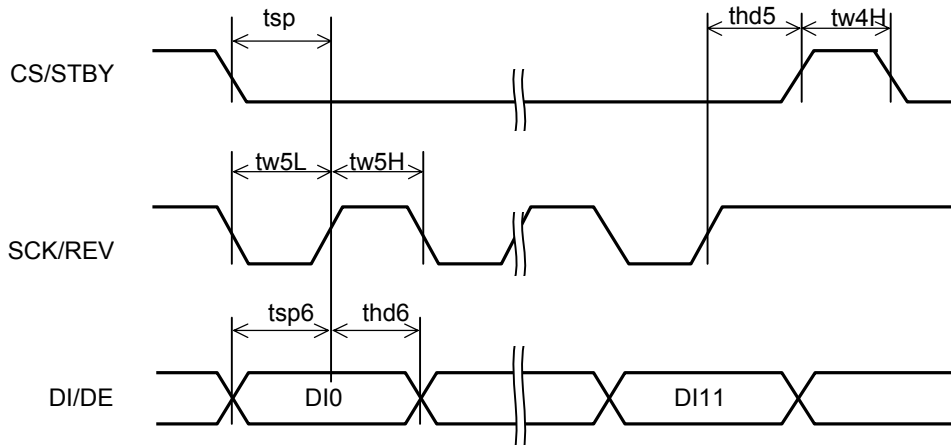 tsp
thd5
tw4H
CS/STBY
tw5L
tw5H
SCK/REV
tsp6
thd6
DI/DE
DI0
DI11